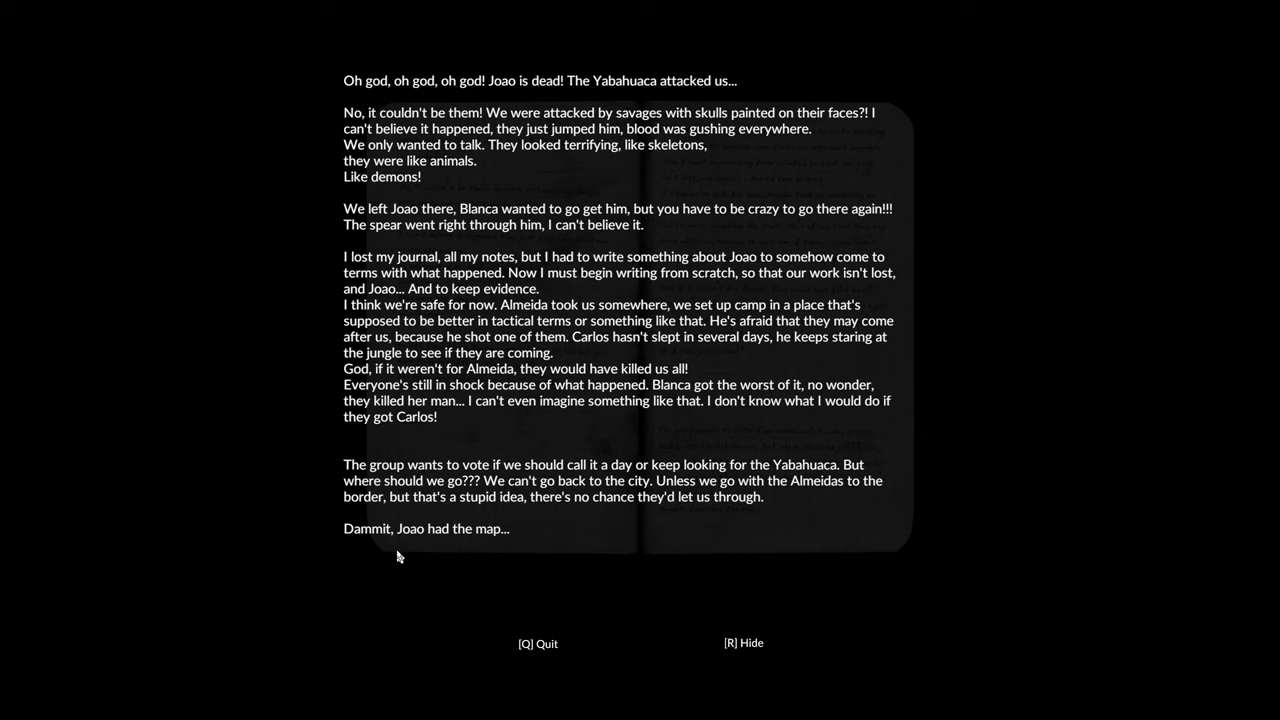 Oh god, oh god, oh god! Joao is dead! The Yabahuaca attacked us...
No, it couldn't be them! We were attacked by savages with skulls painted on their faces?! I
can't believe it happened, they just jumped him, blood was gushing everywhere.
We only wanted to talk. They looked terrifying, like skeletons,
they were like animals.
Like demons!
We left Joao there, Blanca wanted to go get him, but you have to be crazy to go there again!!!
The spear went right through him, I can't believe it.
I lost my journal, all my notes, but I had to write something about Joao to somehow come to
terms with what happened. Now I must begin writing from scratch, so that our work isn't lost,
and Joao... And to keep evidence.
I think we're safe for now. Almeida took us somewhere, we set up camp in a place that's
supposed to be better in tactical terms or something like that. He's afraid that they may come
after us, because he shot one of them. Carlos hasn't slept in several days, he keeps staring at
the jungle to see if they are coming.
God, if it weren't for Almeida, they would have killed us all!
Everyone's still in shock because of what happened. Blanca got the worst of it, no wonder,
they killed her man... I can't even imagine something like that. I don't know what I would do if
they got Carlos!
The group wants to vote if we should call it a day or keep looking for the Yabahuaca. But
where should we go??? We can't go back to the city. Unless we go with the Almeidas to the
border, but that's a stupid idea, there's no chance they'd let us through.
Dammit, Joao had the map...
[Q] Quit
[R] Hide